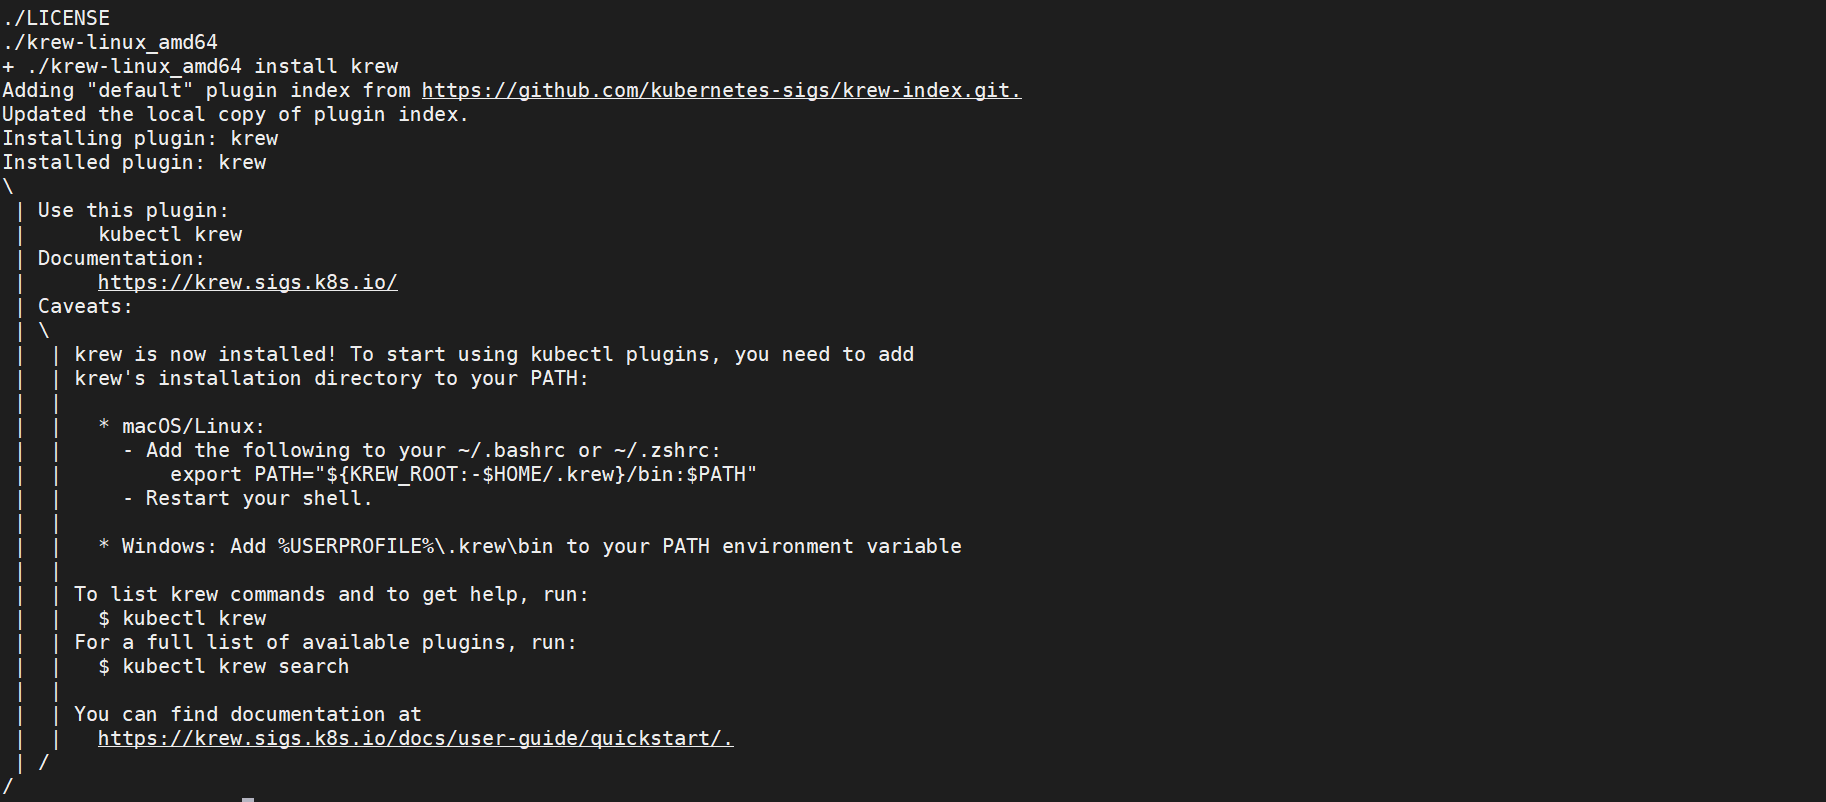 ./LICENSE
./krew-linux_amd64
+ ./krew-linux_amd64 install krew
Adding "default" plugin index from https://github.com/kubernetes-sigs/krew-index.git.
Updated the local copy of plugin index.
Installing plugin: krew
Installed plugin: krew
\
 | Use this plugin:
 |      kubectl krew
 | Documentation:
 |      https://krew.sigs.k8s.io/
 | Caveats:
 | \
 |  | krew is now installed! To start using kubectl plugins, you need to add
 |  | krew's installation directory to your PATH:
 |  |
 |  |   * macOS/Linux:
 |  |     - Add the following to your ~/.bashrc or ~/.zshrc:
 |  |         export PATH="${KREW_ROOT:-$HOME/.krew}/bin:$PATH"
 |  |     - Restart your shell.
 |  |
 |  |   * Windows: Add %USERPROFILE%\.krew\bin to your PATH environment variable
 |  |
 |  | To list krew commands and to get help, run:
 |  |   $ kubectl krew
 |  | For a full list of available plugins, run:
 |  |   $ kubectl krew search
 |  |
 |  | You can find documentation at
 |  |   https://krew.sigs.k8s.io/docs/user-guide/quickstart/.
 | /
/